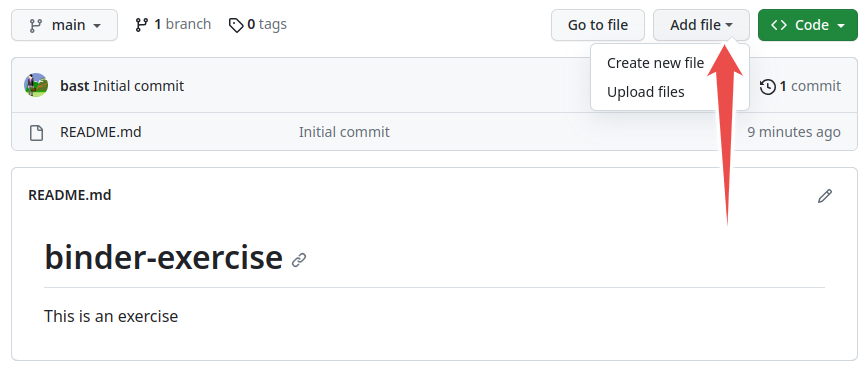 main 1 branch 0 tags Go to file Add file Code
Create new file
Upload files
bast Initial commit 1 commit
README.md Initial commit 9 minutes ago
README.md
binder-exercise
This is an exercise